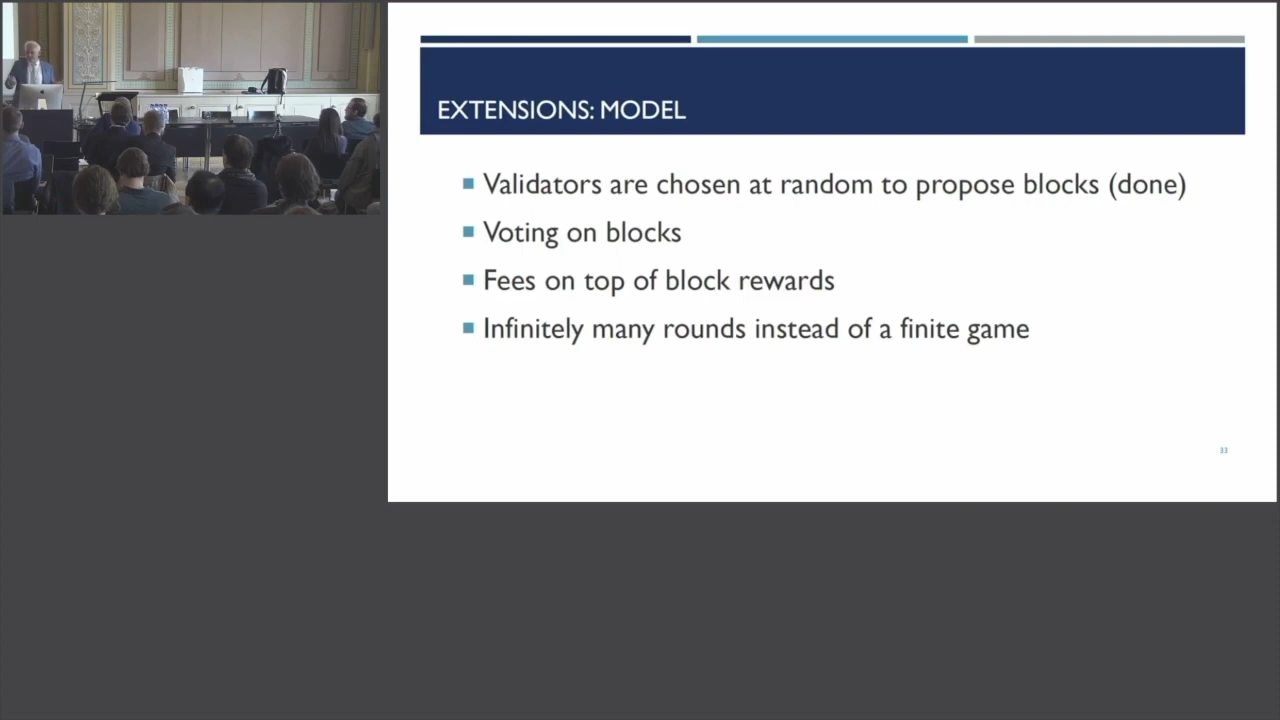 EXTENSIONS: MODEL
Validators are chosen at random to propose blocks (done)
Voting on blocks
Fees on top of block rewards
Infinitely many rounds instead of a finite game
33